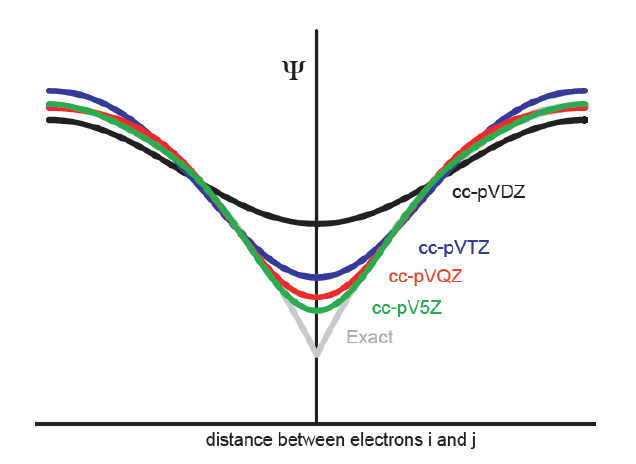 Ψ
cc-pVDZ
cc-pVTZ
cc-pVQZ
cc-pV5Z
Exact
distance between electrons i and j